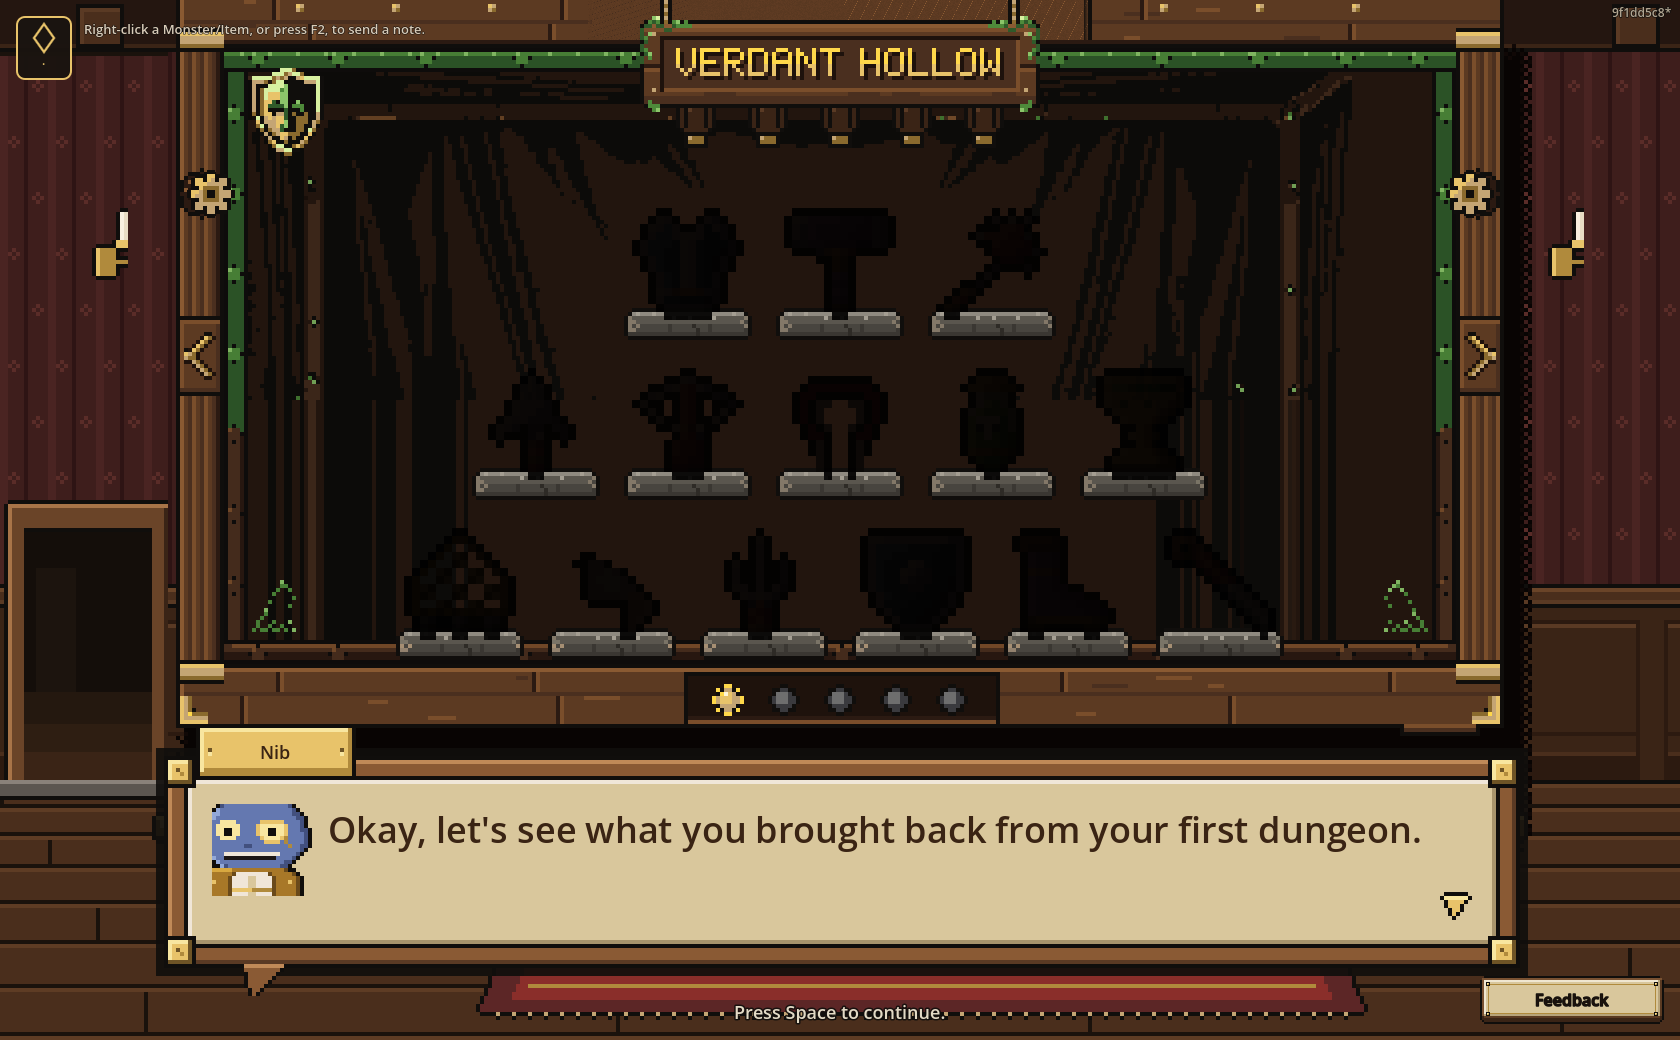 Right-click a Monster/Item, or press F2, to send a note.
9f1dd5c8*
VERDANT HOLLOW
Nib
Okay, let's see what you brought back from your first dungeon.
Press Space to continue.
Feedback